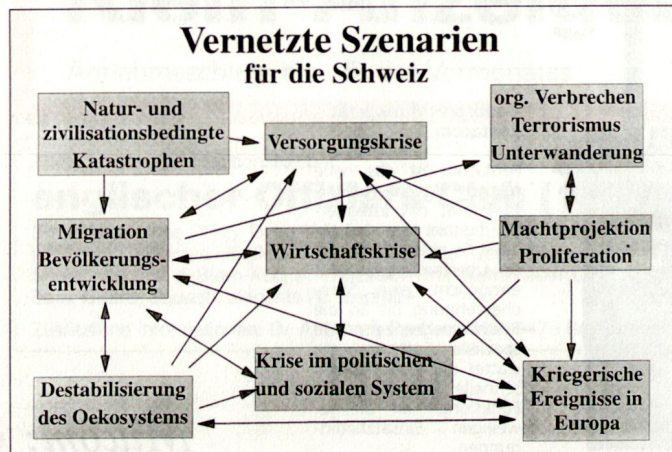 Vernetzte Szenarien
für die Schweiz
Natur- und
zivilisationsbedingte
Katastrophen
Versorgungskrise
org. Verbrechen
Terrorismus
Unterwanderung
Migration
Bevölkerungs-
entwicklung
Wirtschaftskrise
Machtprojektion
Proliferation
Destabilisierung
des Oekosystems
Krise im politischen
und sozialen System
Kriegerische
Ereignisse in
Europa